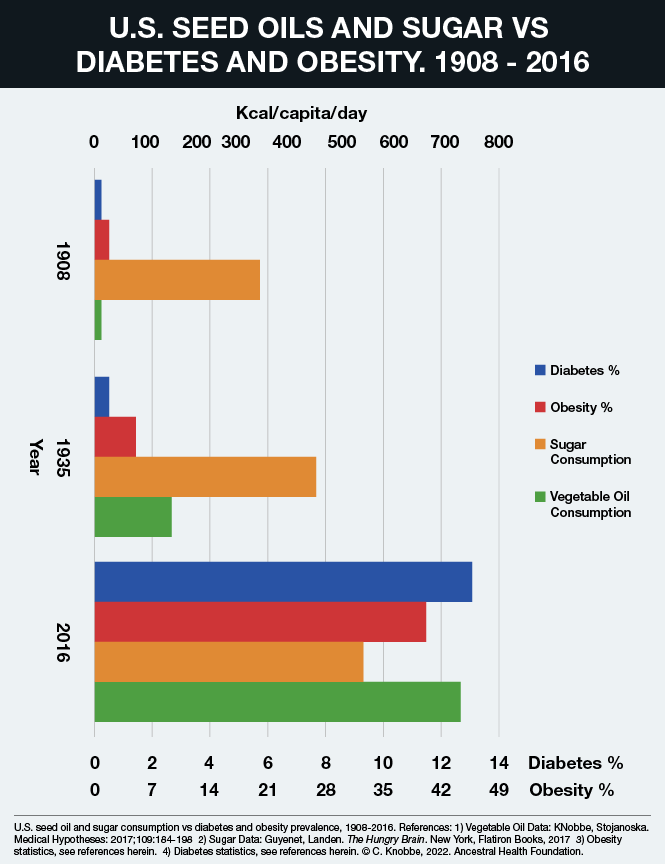 U.S. SEED OILS AND SUGAR VS
DIABETES AND OBESITY. 1908 - 2016
Kcal/capita/day
0 100 200 300 400 500 600 700 800
1908
1935
Year
2016
Diabetes %
Obesity %
Sugar
Consumption
Vegetable Oil
Consumption
0 2 4 6 8 10 12 14 Diabetes %
0 7 14 21 28 35 42 49 Obesity %
U.S. seed oil and sugar consumption vs diabetes and obesity prevalence, 1908-2016. References: 1) Vegetable Oil Data: KNobbe, Stojanoska.
Medical Hypotheses: 2017;109:184-198 2) Sugar Data: Guyenet, Landen. The Hungry Brain. New York, Flatiron Books, 2017 3) Obesity
statistics, see references herein. 4) Diabetes statistics, see references herein. © C. Knobbe, 2022. Ancestral Health Foundation.